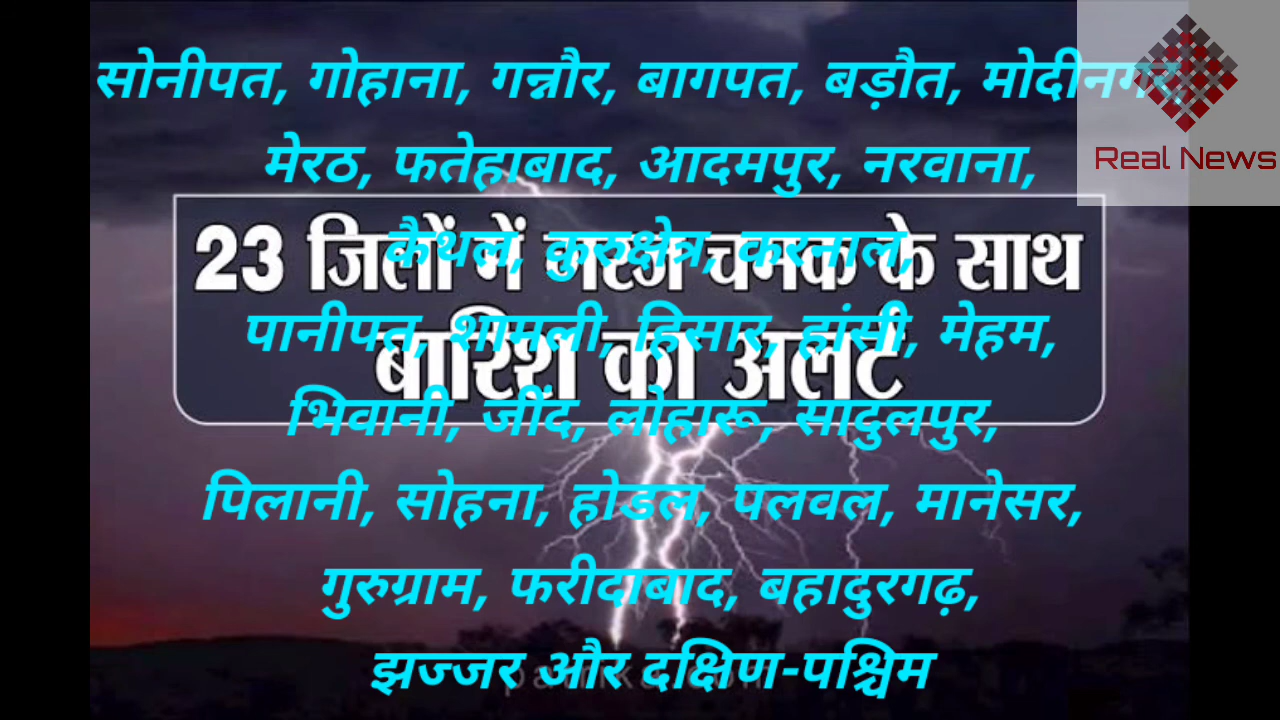 सोनीपत, गोहाना, गन्नौर, बागपत, बड़ौत, मोदीनगर,
Real News
मेरठ, फतेहाबाद, आदमपुर, नरवाना,
कैथल, कुरुक्षेत्र, करनाल,
23 जिलों में गरज चमक के साथ
पानीपत, शामली, हिसार, हांसी, मेहम,
बारिश का अलर्ट
भिवानी, जींद, लोहारू, सादुलपुर,
पिलानी, सोहना, होडल, पलवल, मानेसर,
गुरुग्राम, फरीदाबाद, बहादुरगढ़,
झज्जर और दक्षिण-पश्चिम